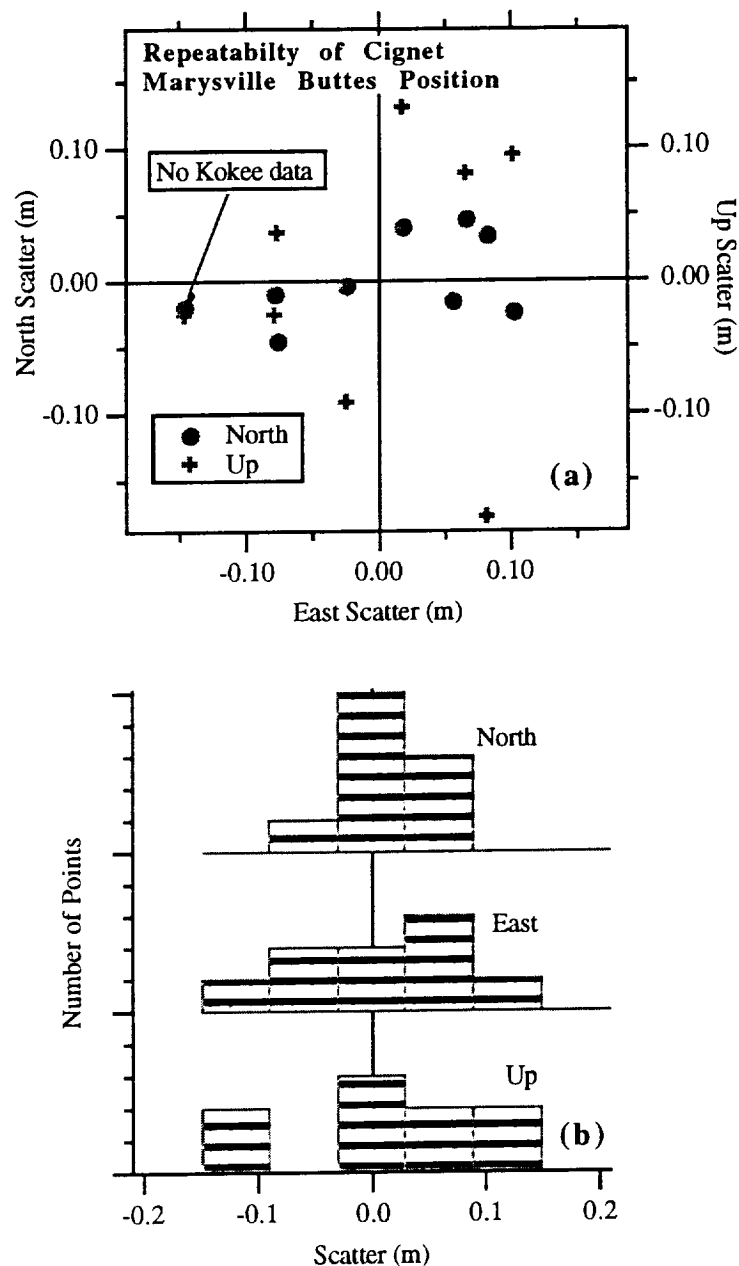 Repeatabilty of Cignet
Marysville Buttes Position
No Kokee data
0.10
0.00
-0.10
North Scatter (m)
0.10
0.00
-0.10
Up Scatter (m)
North
Up
(a)
-0.10 0.00 0.10
East Scatter (m)
North
East
Up
(b)
Number of Points
-0.2 -0.1 0.0 0.1 0.2
Scatter (m)